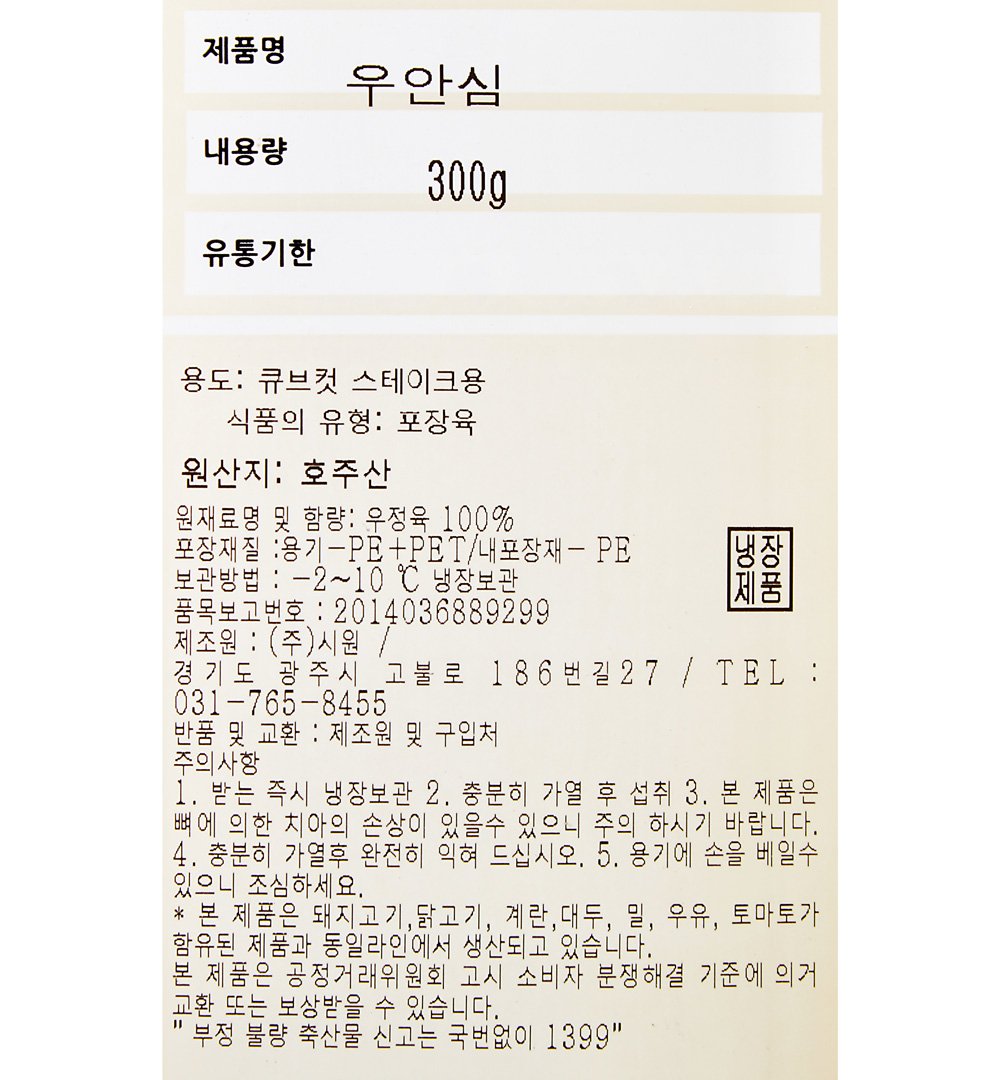 제품명
우안심
내용량
300g
유통기한
용도: 큐브컷 스테이크용
식품의 유형: 포장육
원산지: 호주산
원재료명 및 함량: 우정육 100%
포장재질 :용기-PE+PET/내포장재- PE
보관방법 : -2~10 ℃ 냉장보관
품목보고번호 : 2014036889299
제조원 : (주)시원 /
경기도 광주시 고불로 186번길27 / TEL :
031-765-8455
반품 및 교환 : 제조원 및 구입처
주의사항
1. 받는 즉시 냉장보관 2. 충분히 가열 후 섭취 3. 본 제품은
뼈에 의한 치아의 손상이 있을수 있으니 주의 하시기 바랍니다.
4. 충분히 가열후 완전히 익혀 드십시오. 5. 용기에 손을 베일수
있으니 조심하세요.
* 본 제품은 돼지고기,닭고기, 계란,대두, 밀, 우유, 토마토가
함유된 제품과 동일라인에서 생산되고 있습니다.
본 제품은 공정거래위원회 고시 소비자 분쟁해결 기준에 의거
교환 또는 보상받을 수 있습니다.
" 부정 불량 축산물 신고는 국번없이 1399"
냉장
제품